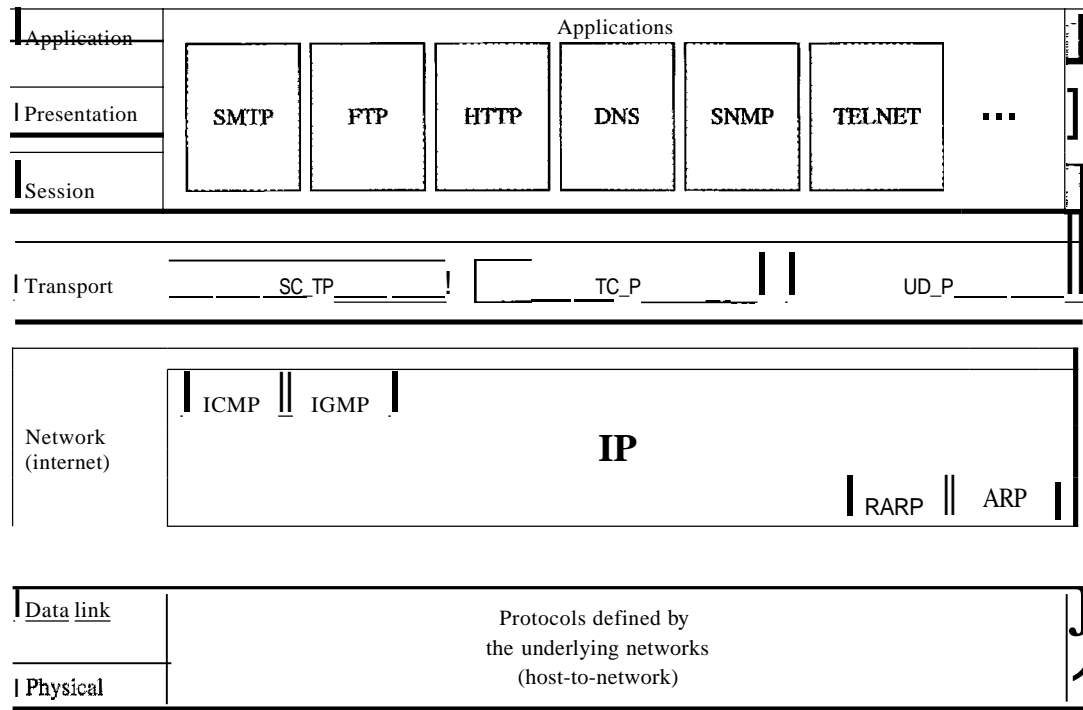 Applications
Application
Presentation
SMTP FTP HTTP DNS SNMP TELNET ...
Session
Transport SC_TP TC_P UD_P
ICMP IGMP
Network
(internet)
IP
RARP ARP
Data link
Protocols defined by
the underlying networks
(host-to-network)
Physical